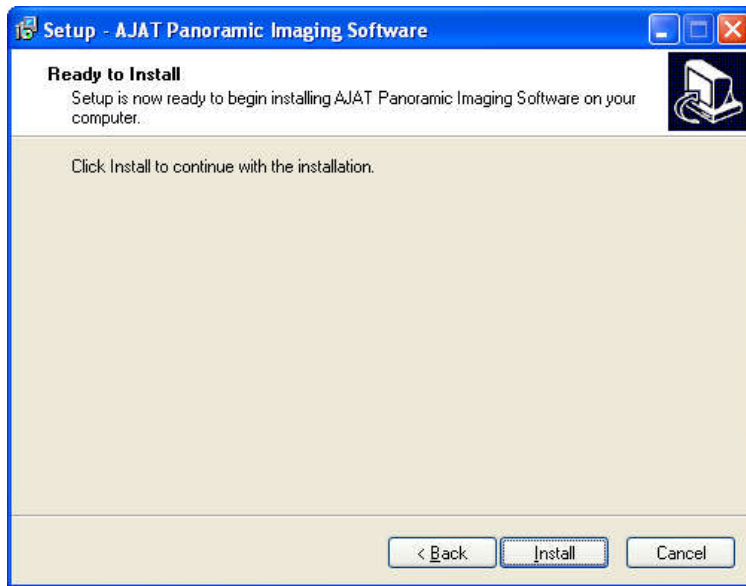 Setup - AJAT Panoramic Imaging Software
Ready to Install
Setup is now ready to begin installing AJAT Panoramic Imaging Software on your
computer.
Click Install to continue with the installation.
< Back
Install
Cancel